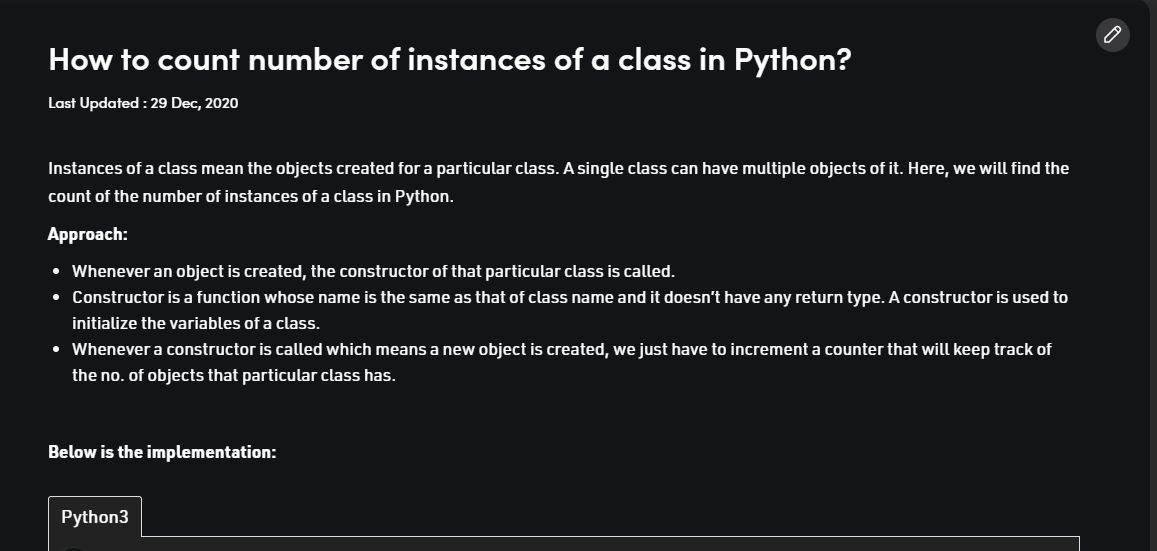 How to count number of instances of a class in Python?
Last Updated : 29 Dec, 2020
Instances of a class mean the objects created for a particular class. A single class can have multiple objects of it. Here, we will find the
count of the number of instances of a class in Python.
Approach:
• Whenever an object is created, the constructor of that particular class is called.
• Constructor is a function whose name is the same as that of class name and it doesn't have any return type. A constructor is used to
initialize the variables of a class.
• Whenever a constructor is called which means a new object is created, we just have to increment a counter that will keep track of
the no. of objects that particular class has.
Below is the implementation:
Python3